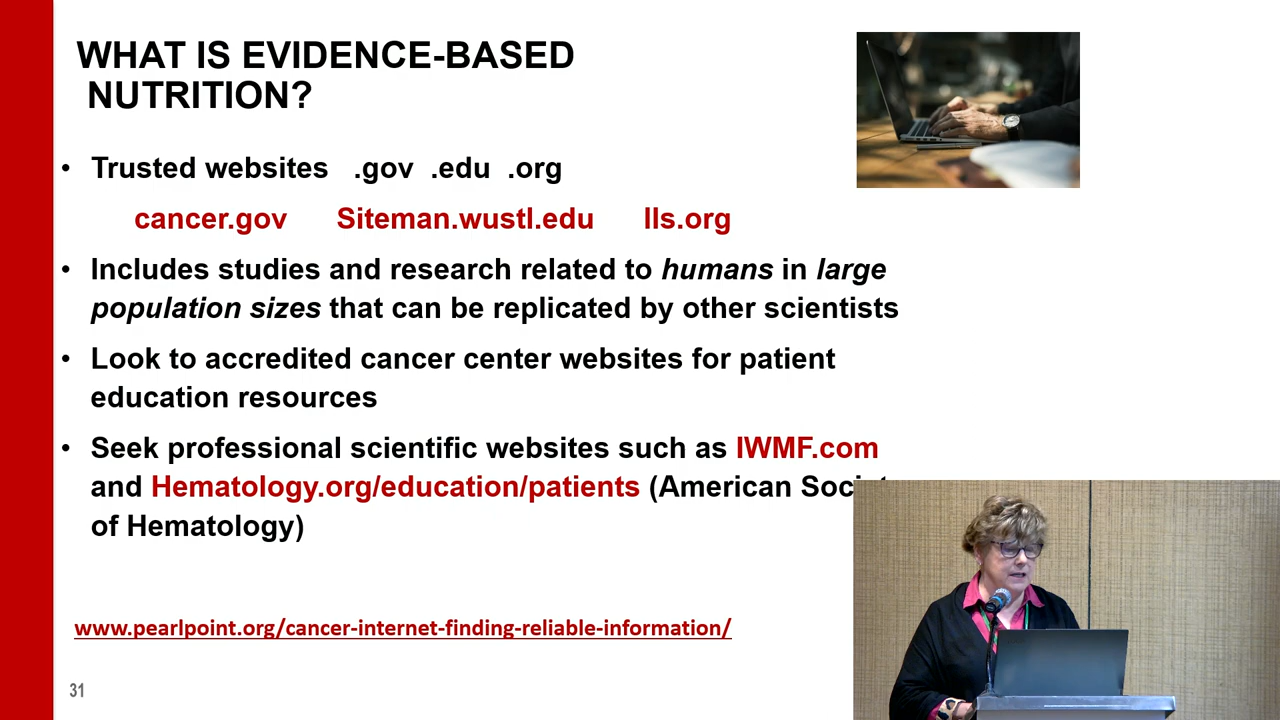 WHAT IS EVIDENCE-BASED
NUTRITION?
• Trusted websites .gov .edu .org
cancer.gov Siteman.wustl.edu lls.org
• Includes studies and research related to humans in large
population sizes that can be replicated by other scientists
• Look to accredited cancer center websites for patient
education resources
• Seek professional scientific websites such as IWMF.com
and Hematology.org/education/patients (American
of Hematology)
www.pearlpoint.org/cancer-internet-finding-reliable-information/
31